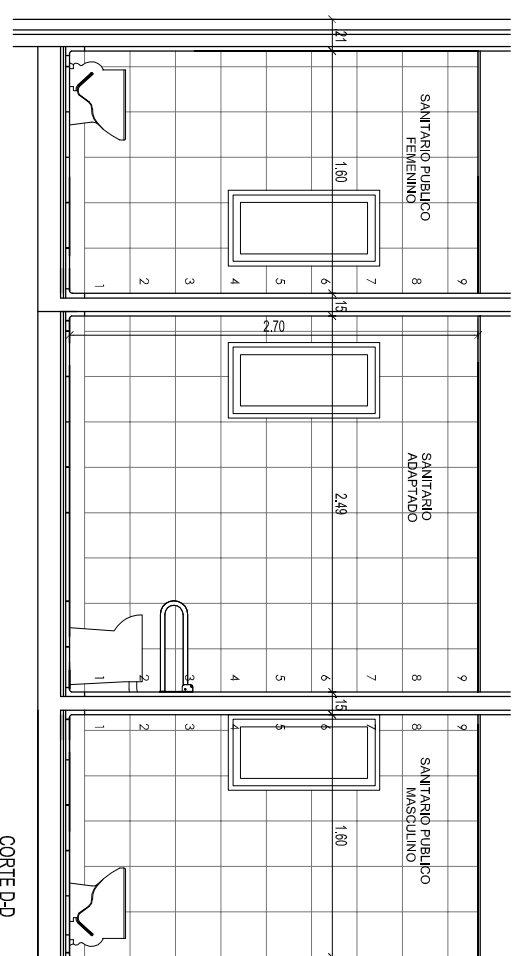 21
1.60
15
2.49
15
1.60
2.70
SANITARIO PUBLICO
FEMENINO
SANITARIO
ADAPTADO
SANITARIO PUBLICO
MASCULINO
1 2 3 4 5 6 7 8 9
1 2 3 4 5 6 7 8 9
1 2 3 4 5 6 7 8 9
CORTE D-D